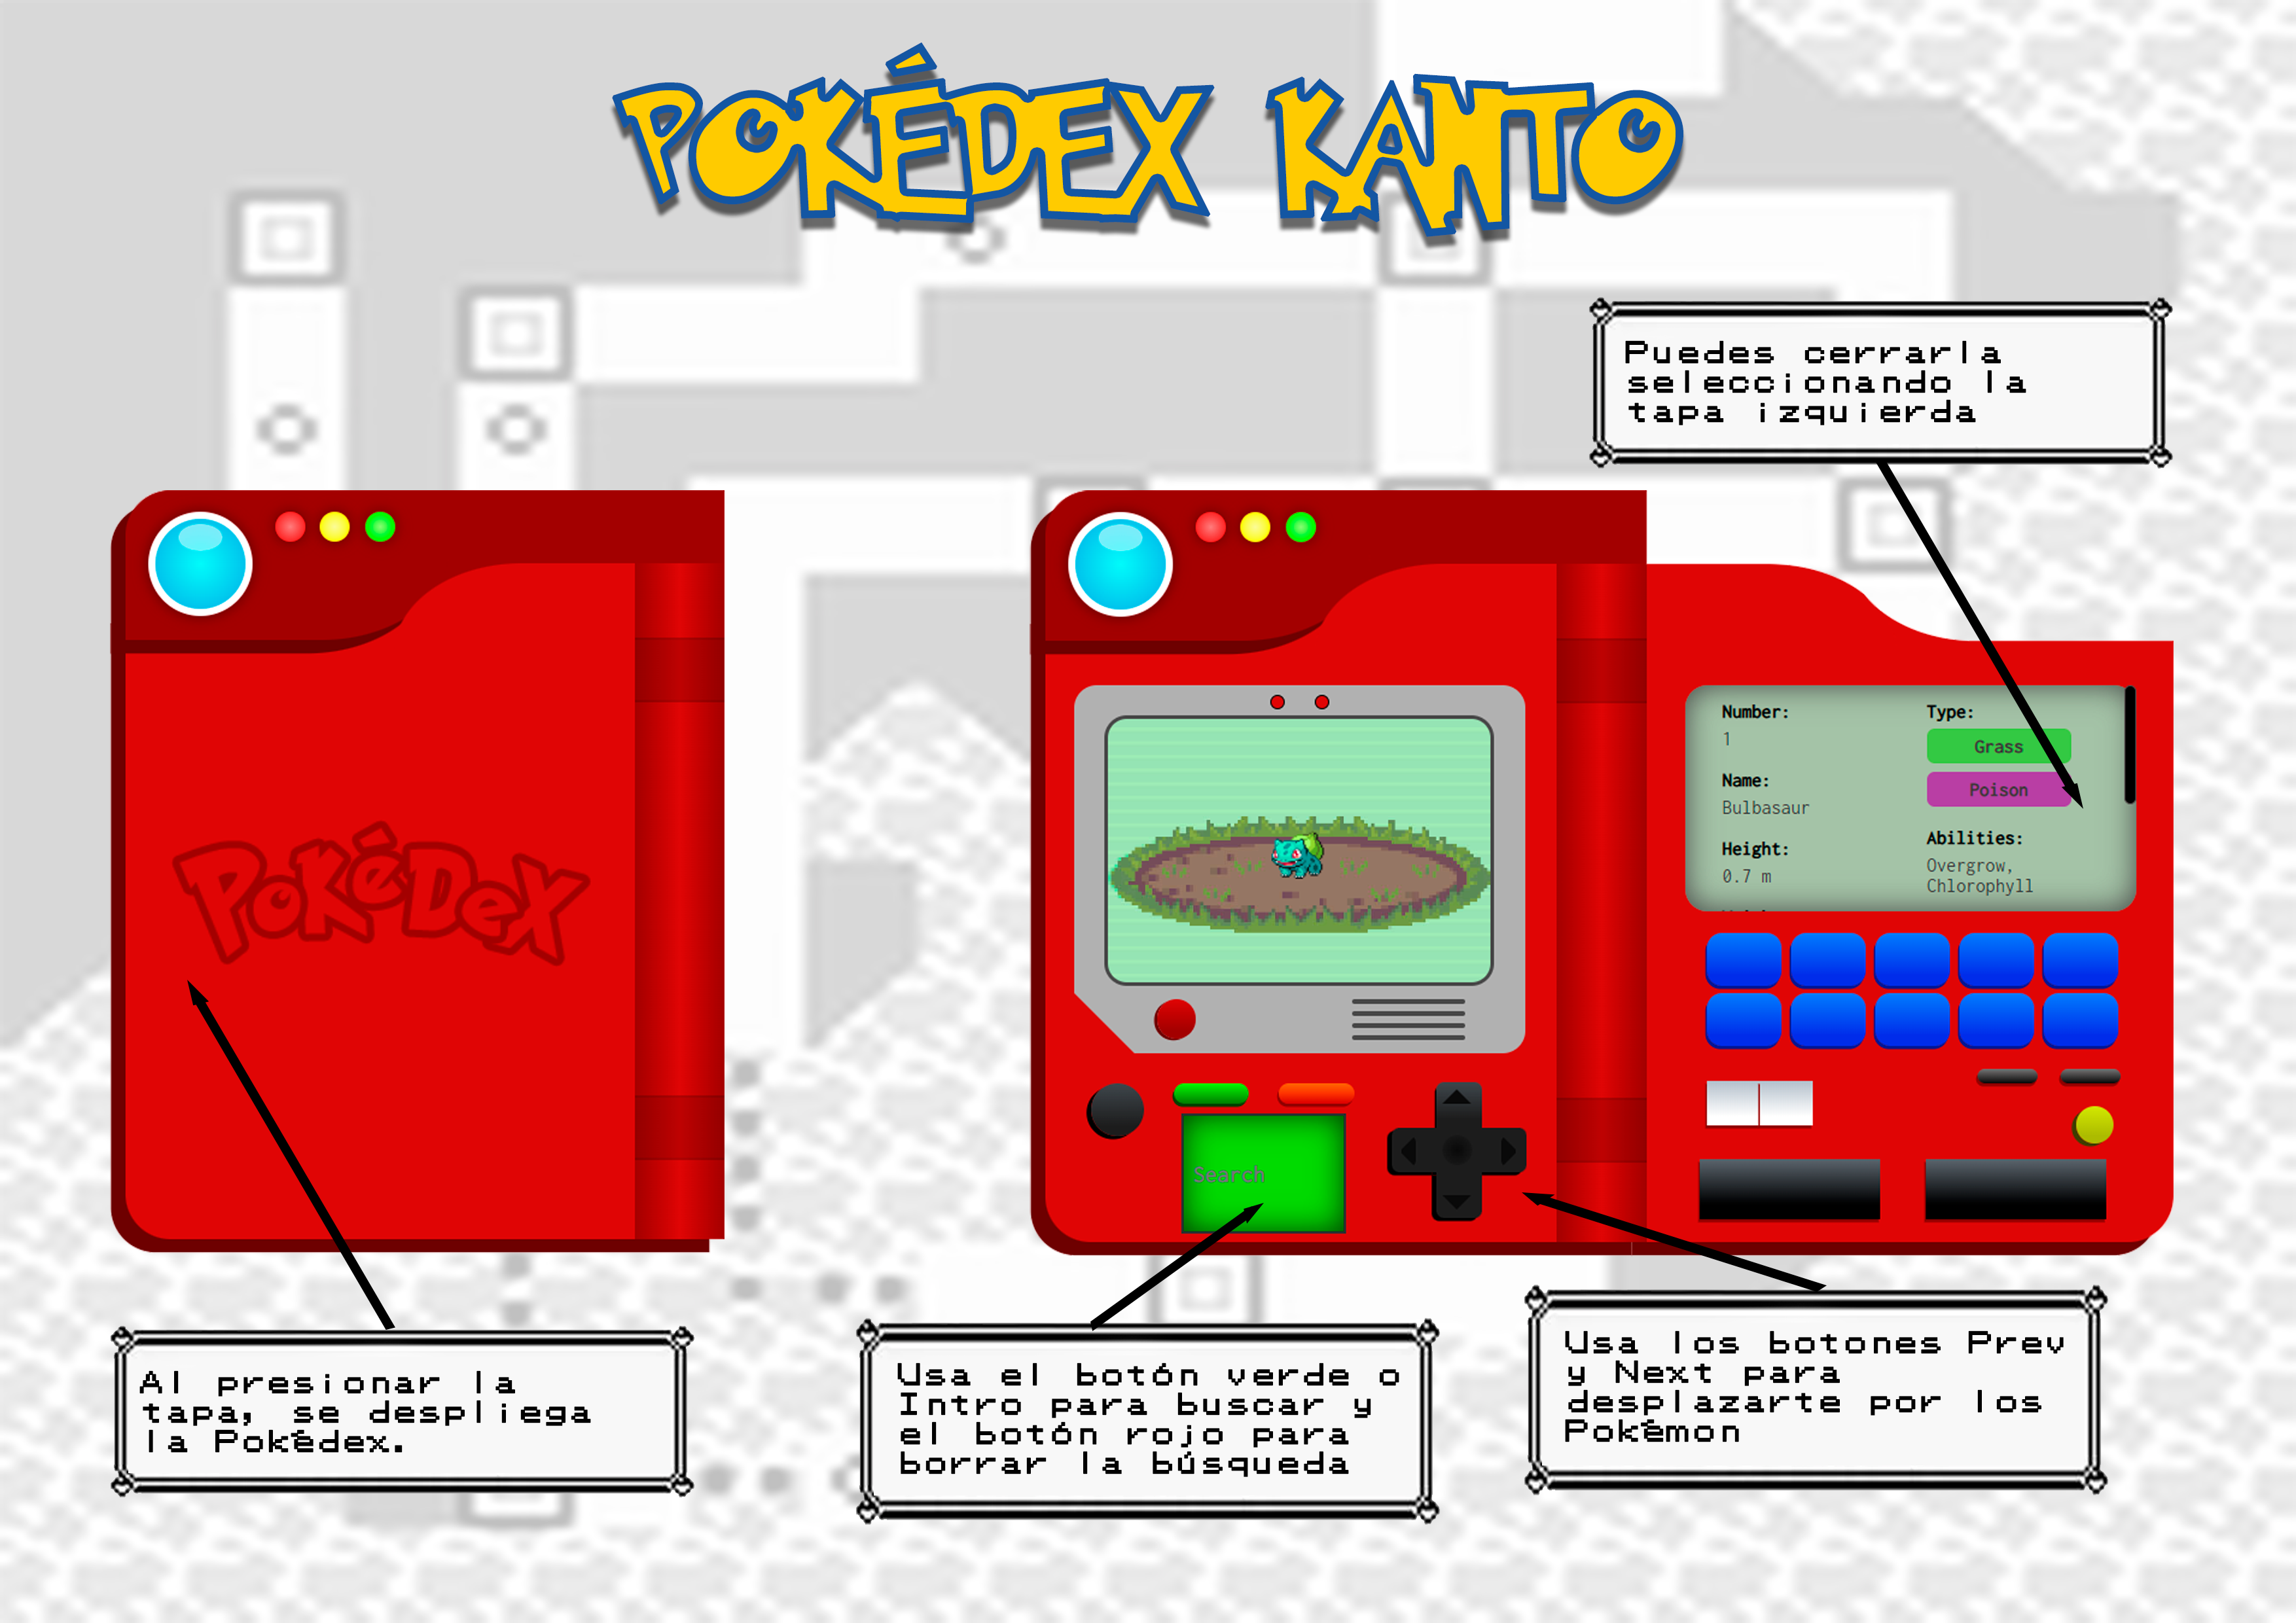 POKÉDEX KANTO
Puedes cerrarla
seleccionando la
tapa izquierda
PoKéDeX
Number:
1
Name:
Bulbasaur
Height:
0.7 m
Type:
Grass
Poison
Abilities:
Overgrow,
Chlorophyll
Search
Al presionar la
tapa, se despliega
la Pokédex.
Usa el botón verde o
Intro para buscar y
el botón rojo para
borrar la búsqueda
Usa los botones Prev
y Next para
desplazarte por los
Pokémon